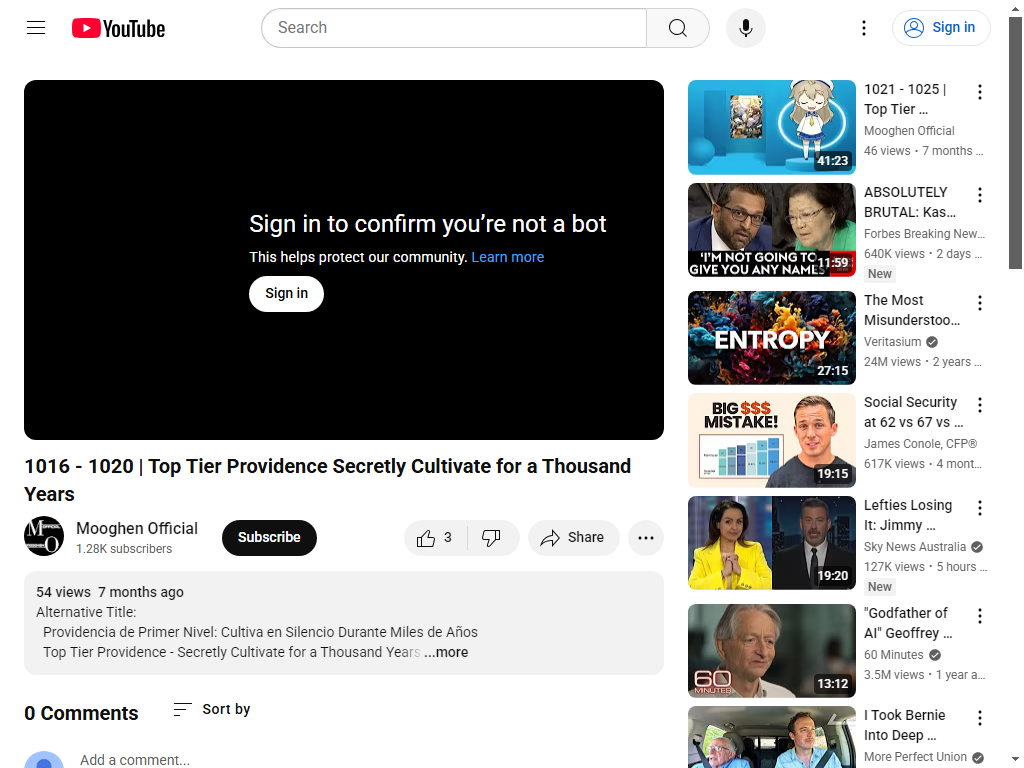 YouTube
Search
Sign in
Sign in to confirm you’re not a bot
This helps protect our community. Learn more
Sign in
1016 - 1020 | Top Tier Providence Secretly Cultivate for a Thousand
Years
Mooghen Official
1.28K subscribers
Subscribe
3
Share
54 views 7 months ago
Alternative Title:
Providencia de Primer Nivel: Cultiva en Silencio Durante Miles de Años
Top Tier Providence - Secretly Cultivate for a Thousand Years ...more
0 Comments
Sort by
Add a comment...
41:23
1021 - 1025 |
Top Tier ...
Mooghen Official
46 views • 7 months ...
'I'M NOT GOING TO
GIVE YOU ANY NAMES'
11:59
ABSOLUTELY
BRUTAL: Kas...
Forbes Breaking New...
640K views • 2 days ...
New
ENTROPY
27:15
The Most
Misunderstoo...
Veritasium
24M views • 2 years ...
BIG $$$
MISTAKE!
19:15
Social Security
at 62 vs 67 vs ...
James Conole, CFP®
617K views • 4 mont...
19:20
Lefties Losing
It: Jimmy ...
Sky News Australia
127K views • 5 hours ...
New
60
MINUTES
13:12
"Godfather of
AI" Geoffrey ...
60 Minutes
3.5M views • 1 year a...
I Took Bernie
Into Deep ...
More Perfect Union